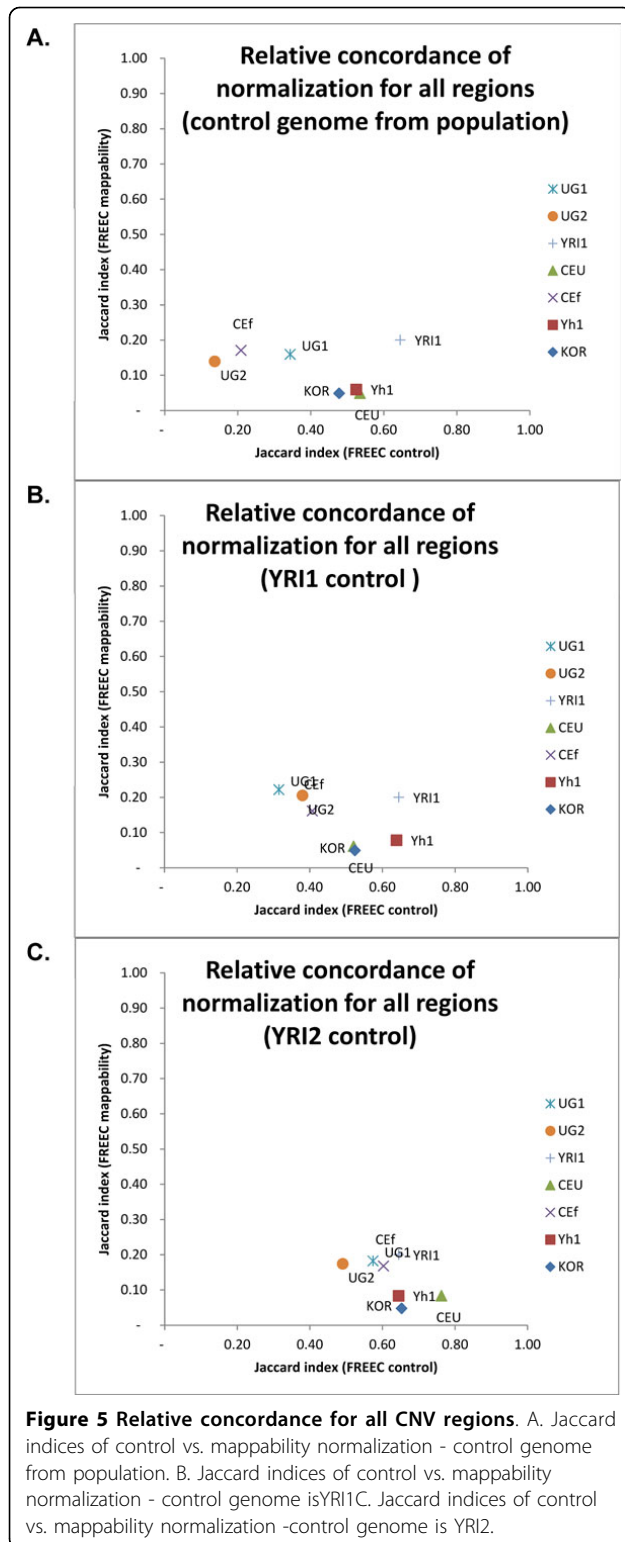 A.
Relative concordance of
normalization for all regions
(control genome from population)
Jaccard index (FREEC mappability)
1.00
0.90
0.80
0.70
0.60
0.50
0.40
0.30
0.20
0.10
-
CEf
UG2
UG1
YRI1
KOR
Yh1
CEU
-
0.20
0.40
0.60
0.80
1.00
Jaccard index (FREEC control)
UG1
UG2
YRI1
CEU
CEf
Yh1
KOR
B.
Relative concordance of
normalization for all regions
(YRI1 control )
Jaccard index (FREEC mappability)
1.00
0.90
0.80
0.70
0.60
0.50
0.40
0.30
0.20
0.10
-
UG1
CEf
UG2
YRI1
KOR
Yh1
CEU
-
0.20
0.40
0.60
0.80
1.00
Jaccard index (FREEC control)
UG1
UG2
YRI1
CEU
CEf
Yh1
KOR
C.
Relative concordance of
normalization for all regions
(YRI2 control)
Jaccard index (FREEC mappability)
1.00
0.90
0.80
0.70
0.60
0.50
0.40
0.30
0.20
0.10
-
CEf
UG1
YRI1
UG2
KOR
Yh1
CEU
-
0.20
0.40
0.60
0.80
1.00
Jaccard index (FREEC control)
UG1
UG2
YRI1
CEU
CEf
Yh1
KOR
Figure 5 Relative concordance for all CNV regions. A. Jaccard
indices of control vs. mappability normalization - control genome
from population. B. Jaccard indices of control vs. mappability
normalization - control genome isYRI1C. Jaccard indices of control
vs. mappability normalization -control genome is YRI2.